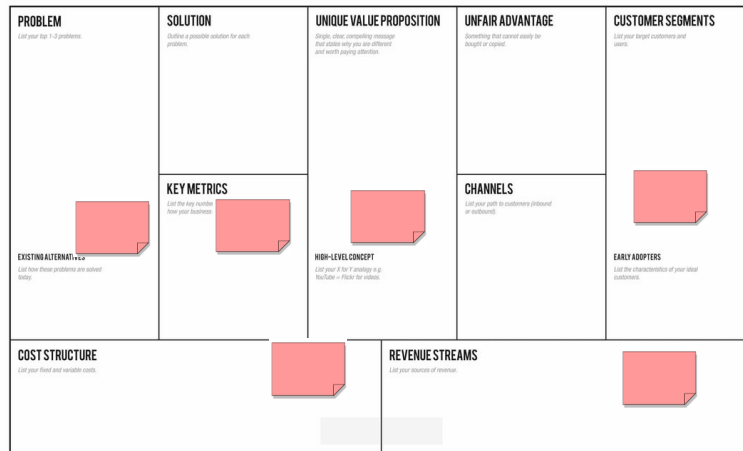 PROBLEM
List your top 1-3 problems.
EXISTING ALTERNATIVES
List how these problems are solved
today.
SOLUTION
Outline a possible solution for each
problem.
KEY METRICS
List the key numbe
how your business
UNIQUE VALUE PROPOSITION
Single, clear, compelling message
that states why you are different
and worth paying attention.
HIGH-LEVEL CONCEPT
List your X for Y analogy e.g.
YouTube = Flickr for videos.
UNFAIR ADVANTAGE
Something that cannot easily be
bought or copied.
CHANNELS
List your path to customers (inbound
or outbound).
CUSTOMER SEGMENTS
List your target customers and
users.
EARLY ADOPTERS
List the characteristics of your ideal
customers.
COST STRUCTURE
List your fixed and variable costs.
REVENUE STREAMS
List your sources of revenue.